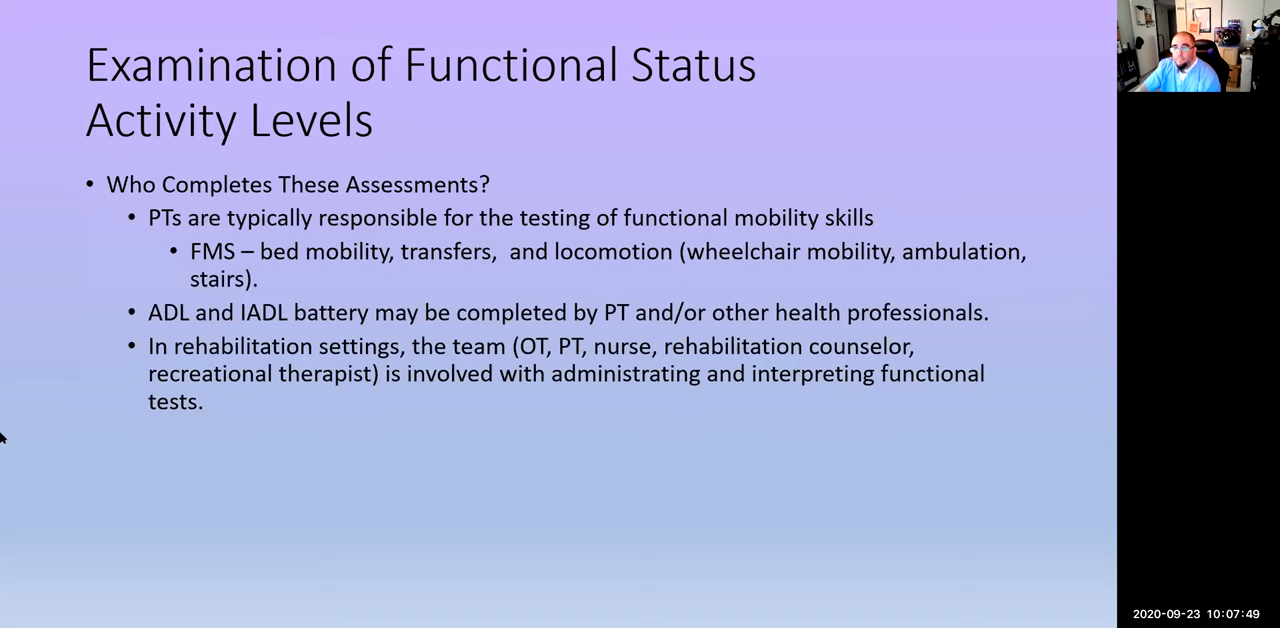 Examination of Functional Status
Activity Levels
• Who Completes These Assessments?
• PTs are typically responsible for the testing of functional mobility skills
• FMS – bed mobility, transfers,  and locomotion (wheelchair mobility, ambulation,
stairs).
• ADL and IADL battery may be completed by PT and/or other health professionals.
• In rehabilitation settings, the team (OT, PT, nurse, rehabilitation counselor,
recreational therapist) is involved with administrating and interpreting functional
tests.
2020-09-23 10:07:49